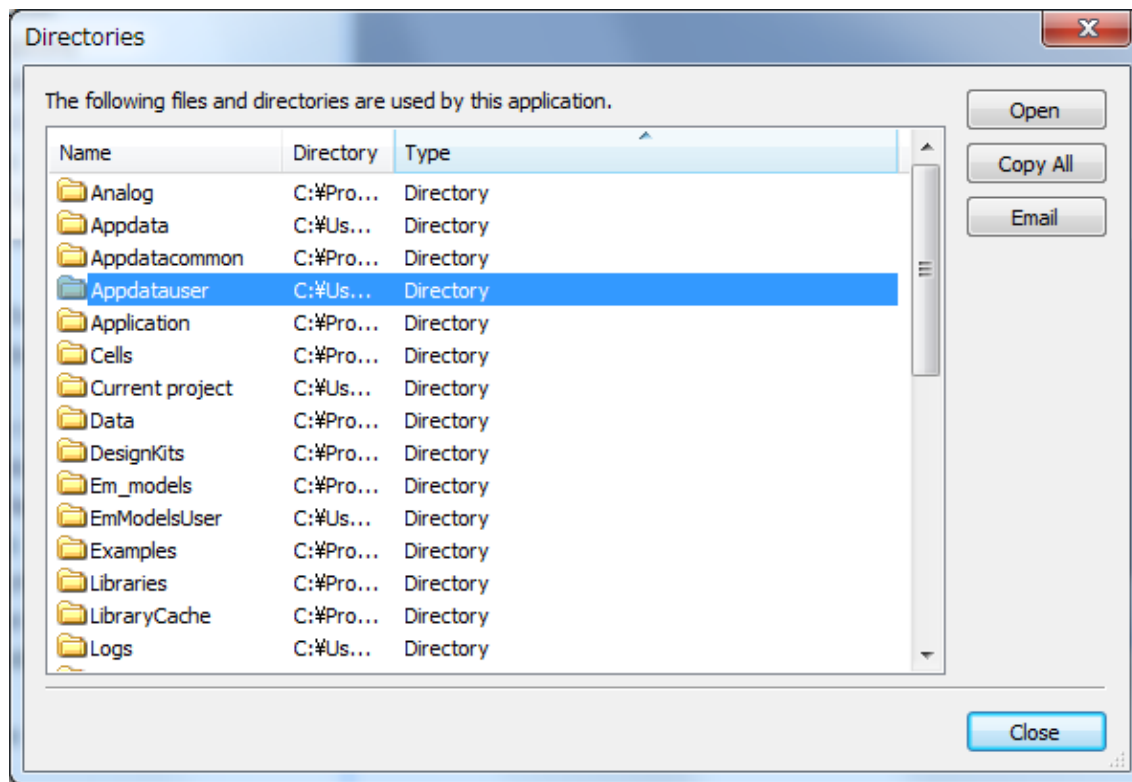 Directories
The following files and directories are used by this application.
Open
Copy All
Email
Name Directory Type
Analog C:¥Pro... Directory
Appdata C:¥Us... Directory
Appdatacommon C:¥Pro... Directory
Appdatauser C:¥Us... Directory
Application C:¥Pro... Directory
Cells C:¥Pro... Directory
Current project C:¥Us... Directory
Data C:¥Pro... Directory
DesignKits C:¥Pro... Directory
Em_models C:¥Pro... Directory
EmModelsUser C:¥Us... Directory
Examples C:¥Pro... Directory
Libraries C:¥Pro... Directory
LibraryCache C:¥Pro... Directory
Logs C:¥Us... Directory
Close